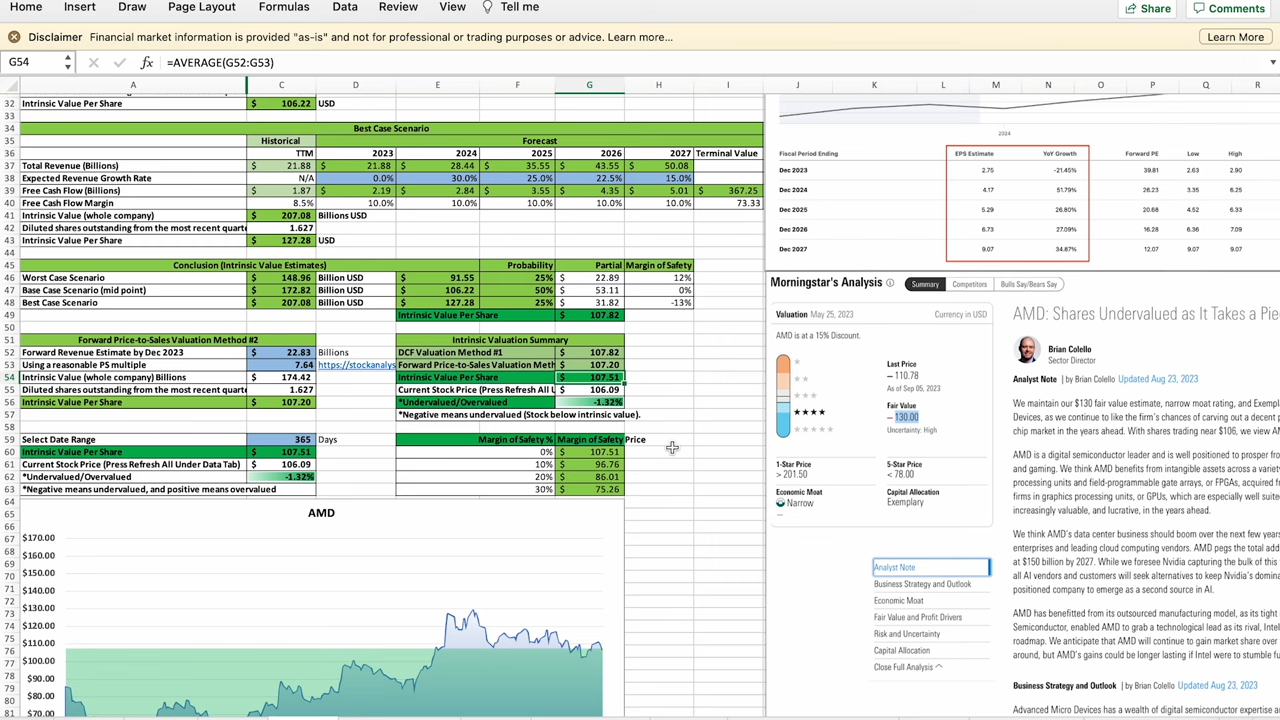 Home Insert Draw Page Layout Formulas Data Review View Tell me Share Comments
Disclaimer Financial market information is provided "as-is" and not for professional or trading purposes or advice. Learn more... Learn More
G54 fx =AVERAGE(G52:G53)
A C D E F G H I J K L M N O P Q R
32 Intrinsic Value Per Share $ 106.22 USD
33
34 Best Case Scenario
35 Historical Forecast
36 TTM 2023 2024 2025 2026 2027 Terminal Value
37 Total Revenue (Billions) $ 21.88 $ 21.88 $ 28.44 $ 35.55 $ 43.55 $ 50.08
38 Expected Revenue Growth Rate N/A 0.0% 30.0% 25.0% 22.5% 15.0%
39 Free Cash Flow (Billions) $ 1.87 $ 2.19 $ 2.84 $ 3.55 $ 4.35 $ 5.01 $ 367.25
40 Free Cash Flow Margin 8.5% 10.0% 10.0% 10.0% 10.0% 10.0% 73.33
41 Intrinsic Value (whole company) $ 207.08 Billions USD
42 Diluted shares outstanding from the most recent quarte 1.627
43 Intrinsic Value Per Share $ 127.28 USD
44
45 Conclusion (Intrinsic Value Estimates) Probability Partial Margin of Safety
46 Worst Case Scenario $ 148.96 Billion USD $ 91.55 25% $ 22.89 12%
47 Base Case Scenario (mid point) $ 172.82 Billion USD $ 106.22 50% $ 53.11 0%
48 Best Case Scenario $ 207.08 Billion USD $ 127.28 25% $ 31.82 -13%
49 Intrinsic Value Per Share $ 107.82
50
51 Forward Price-to-Sales Valuation Method #2 Intrinsic Valuation Summary
52 Forward Revenue Estimate by Dec 2023 $ 22.83 Billions DCF Valuation Method #1 $ 107.82
53 Using a reasonable PS multiple 7.64 https://stockanalys Forward Price-to-Sales Valuation Meth $ 107.20
54 Intrinsic Value (whole company) Billions $ 174.42 Intrinsic Value Per Share $ 107.51
55 Diluted shares outstanding from the most recent quarte 1.627 Current Stock Price (Press Refresh All U $ 106.09
56 Intrinsic Value Per Share $ 107.20 *Undervalued/Overvalued -1.32%
57 *Negative means undervalued (Stock below intrinsic value).
58
59 Select Date Range 365 Days Margin of Safety % Margin of Safety Price
60 Intrinsic Value Per Share $ 107.51 0% $ 107.51
61 Current Stock Price (Press Refresh All Under Data Tab) $ 106.09 10% $ 96.76
62 *Undervalued/Overvalued -1.32% 20% $ 86.01
63 *Negative means undervalued, and positive means overvalued 30% $ 75.26
64
65 AMD
66
67 $170.00
68
69 $160.00
70
71 $150.00
72 $140.00
73 $130.00
74
75 $120.00
76 $110.00
77 $100.00
78 $90.00
79 $80.00
80
81 $70.00
2024
Fiscal Period Ending EPS Estimate YoY Growth Forward PE Low High
Dec 2023 2.75 -21.45% 39.81 2.63 2.90
Dec 2024 4.17 51.79% 26.23 3.35 6.25
Dec 2025 5.29 26.80% 20.68 4.52 6.33
Dec 2026 6.73 27.09% 16.28 6.36 7.09
Dec 2027 9.07 34.87% 12.07 9.07 9.07
Morningstar's Analysis Summary Competitors Bulls Say/Bears Say
Valuation May 25, 2023 Currency in USD
AMD is at a 15% Discount.
Last Price
110.78
As of Sep 05, 2023
Fair Value
130.00
Uncertainty: High
1-Star Price 5-Star Price
> 201.50 < 78.00
Economic Moat Capital Allocation
Narrow Exemplary
Analyst Note
Business Strategy and Outlook
Economic Moat
Fair Value and Profit Drivers
Risk and Uncertainty
Capital Allocation
Close Full Analysis
AMD: Shares Undervalued as It Takes a Pie
Brian Colello
Sector Director
Analyst Note | by Brian Colello Updated Aug 23, 2023
We maintain our $130 fair value estimate, narrow moat rating, and Exempla
Devices, as we continue to like the firm's chances of carving out a decent p
chip market in the years ahead. With shares trading near $106, we view AM
AMD is a digital semiconductor leader and is well positioned to prosper fro
and gaming. We think AMD benefits from intangible assets across a variety
processing units and field-programmable gate arrays, or FPGAs, acquired fr
firms in graphics processing units, or GPUs, which are especially well suite
increasingly valuable, and lucrative, in the years ahead.
We think AMD's data center business should boom over the next few years
enterprises and leading cloud computing vendors. AMD pegs the total add
at $150 billion by 2027. While we foresee Nvidia capturing the bulk of this
all AI vendors and customers will seek alternatives to keep Nvidia's domina
positioned company to emerge as a second source in AI.
AMD has benefitted from its outsourced manufacturing model, as its tight
Semiconductor, enabled AMD to grab a technological lead as its rival, Intel
roadmap. We anticipate that AMD will continue to gain market share over
around, but AMD's gains could be longer lasting if Intel were to stumble fu
Business Strategy and Outlook | by Brian Colello Updated Aug 23, 2023
Advanced Micro Devices has a wealth of digital semiconductor expertise a